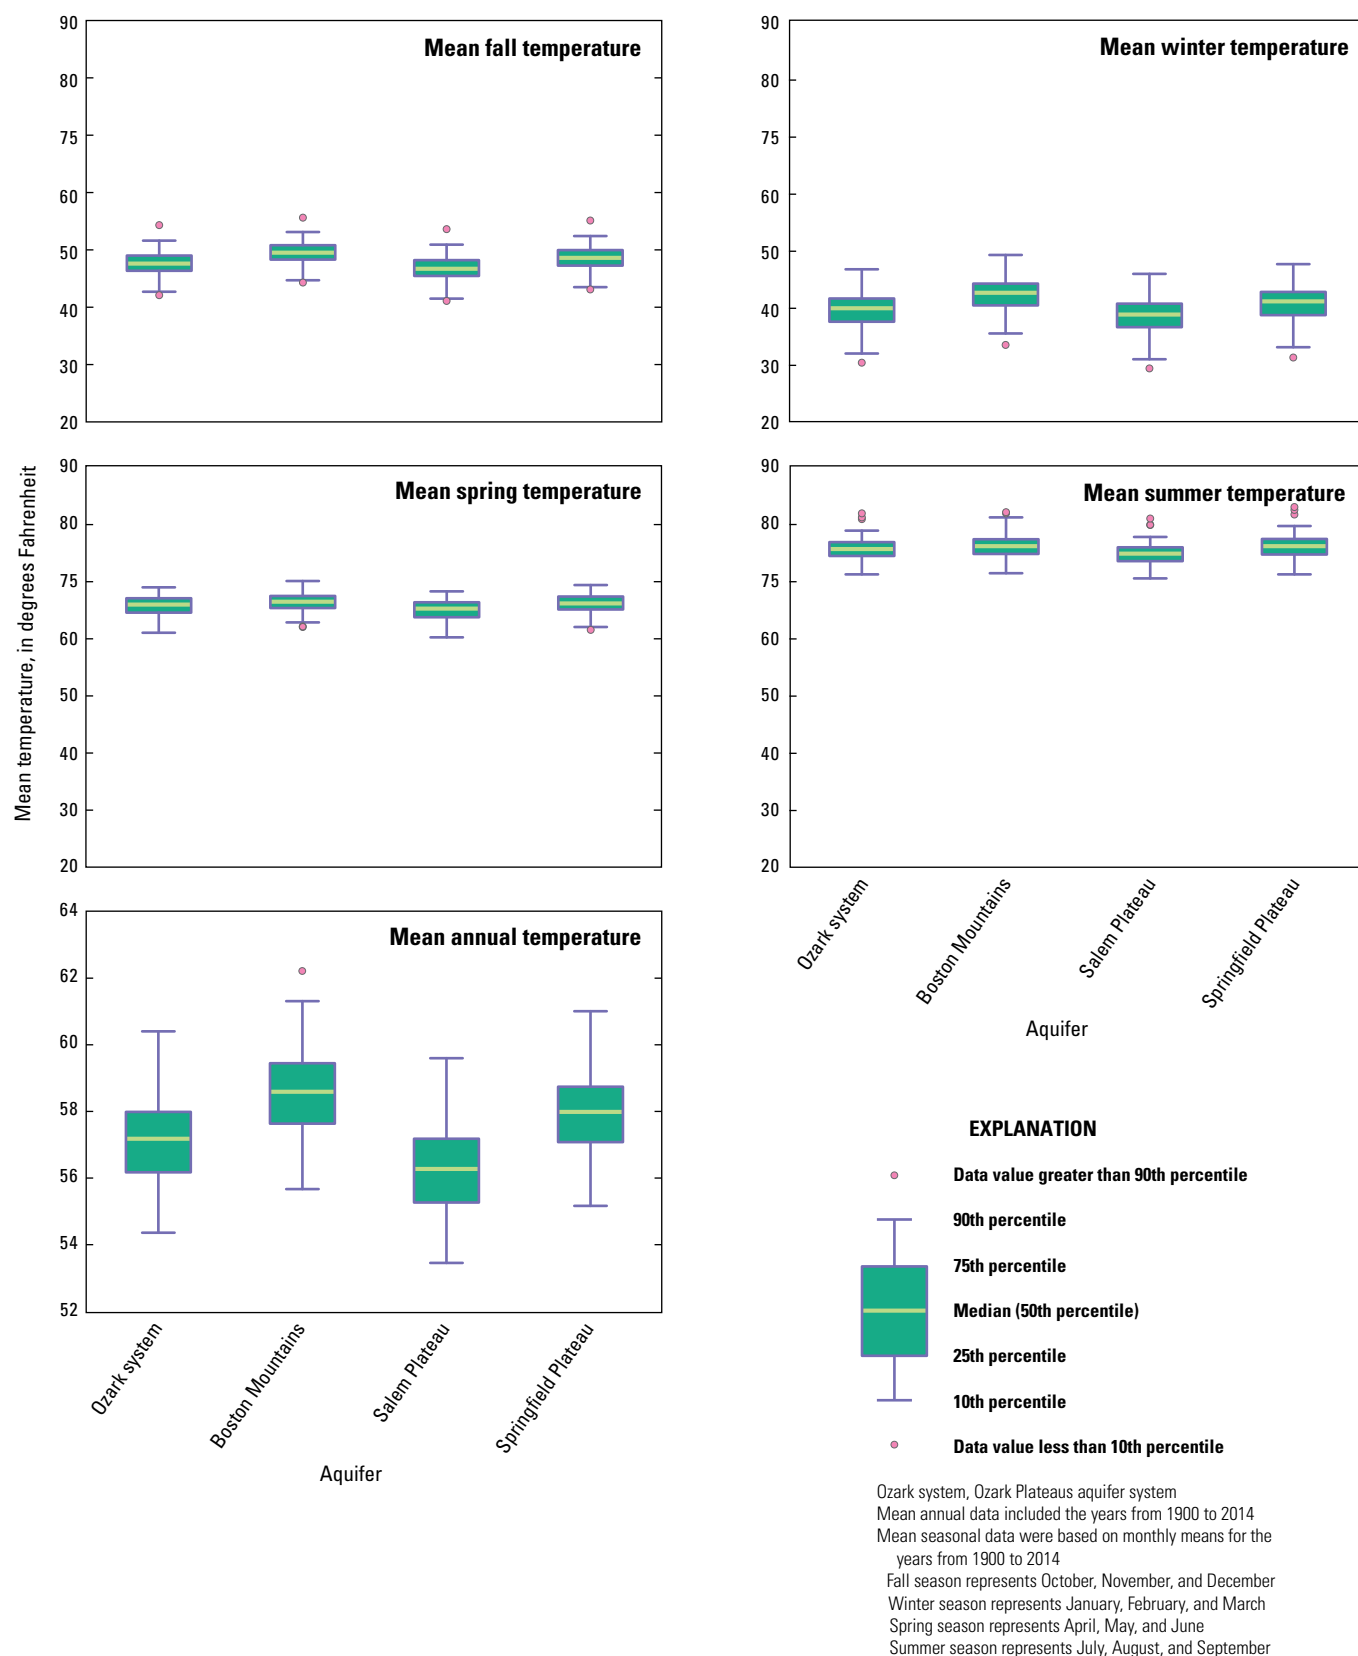 Mean fall temperature
90
80
75
60
50
40
30
20
Mean winter temperature
90
80
75
60
50
40
30
20
Mean temperature, in degrees Fahrenheit
Mean spring temperature
90
80
75
60
50
40
30
20
Mean summer temperature
90
80
75
60
50
40
30
20
Ozark system
Boston Mountains
Salem Plateau
Springfield Plateau
Aquifer
Mean annual temperature
64
62
60
58
56
54
52
Ozark system
Boston Mountains
Salem Plateau
Springfield Plateau
Aquifer
EXPLANATION
Data value greater than 90th percentile
90th percentile
75th percentile
Median (50th percentile)
25th percentile
10th percentile
Data value less than 10th percentile
Ozark system, Ozark Plateaus aquifer system
Mean annual data included the years from 1900 to 2014
Mean seasonal data were based on monthly means for the
years from 1900 to 2014
Fall season represents October, November, and December
Winter season represents January, February, and March
Spring season represents April, May, and June
Summer season represents July, August, and September